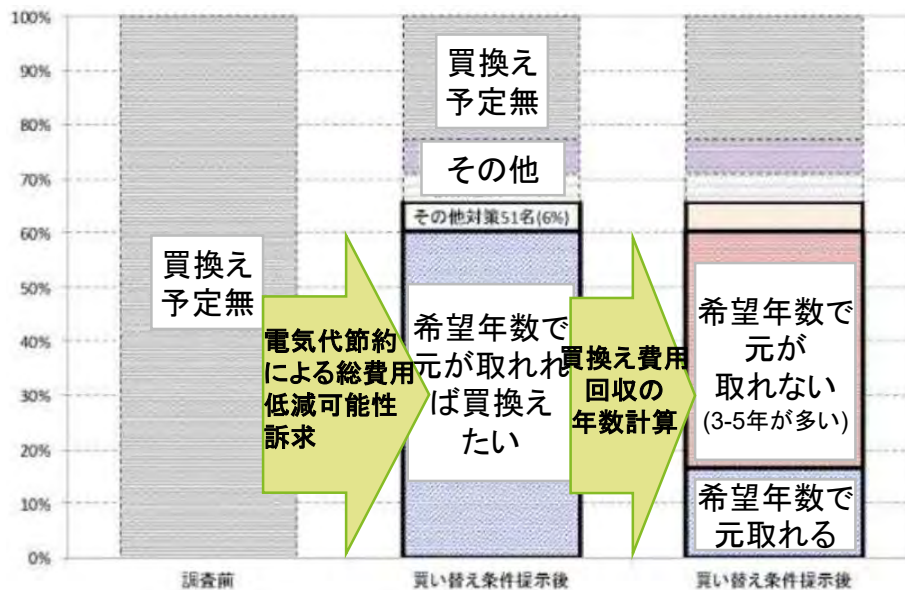 100%
90%
80%
70%
60%
50%
40%
30%
20%
10%
0%
買換え
予定無
電気代節約
による総費用
低減可能性
訴求
買換え
予定無
その他
その他対策51名(6%)
希望年数で
元が取れれ
ば買換え
たい
買換え費用
回収の
年数計算
希望年数で
元が
取れない
(3-5年が多い)
希望年数で
元取れる
調査前
買い替え条件提示後
買い替え条件提示後